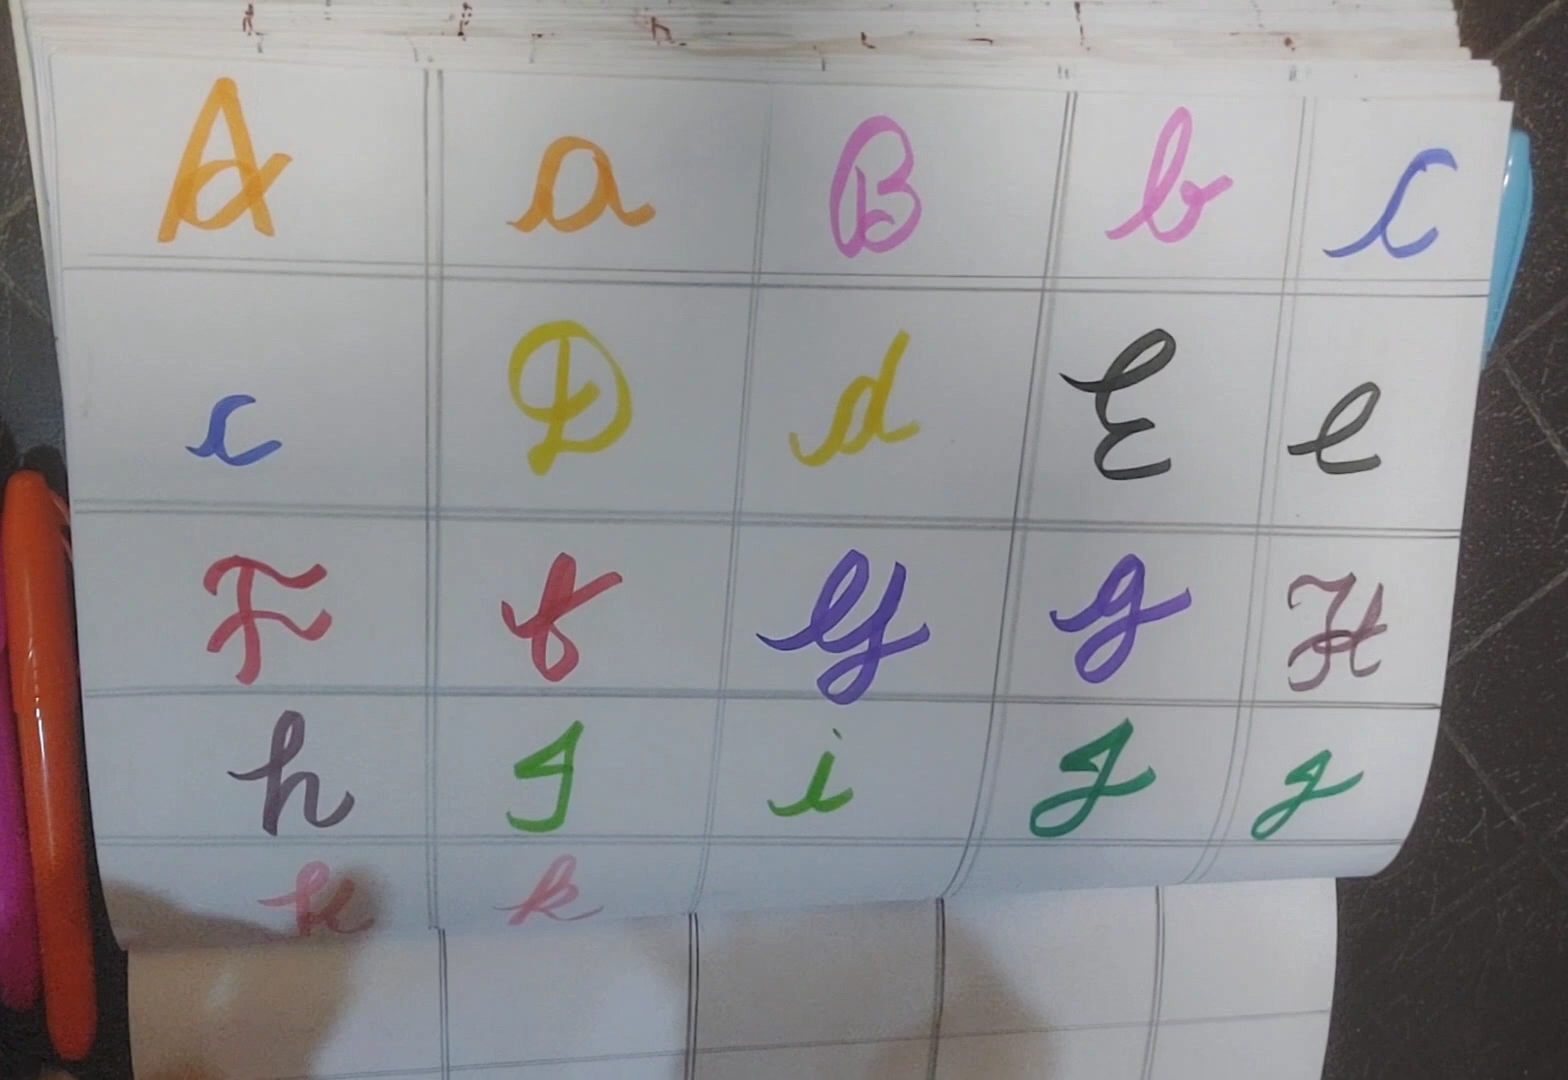 A a B b C
c D d E e
F f G g H
h I i J j
K k